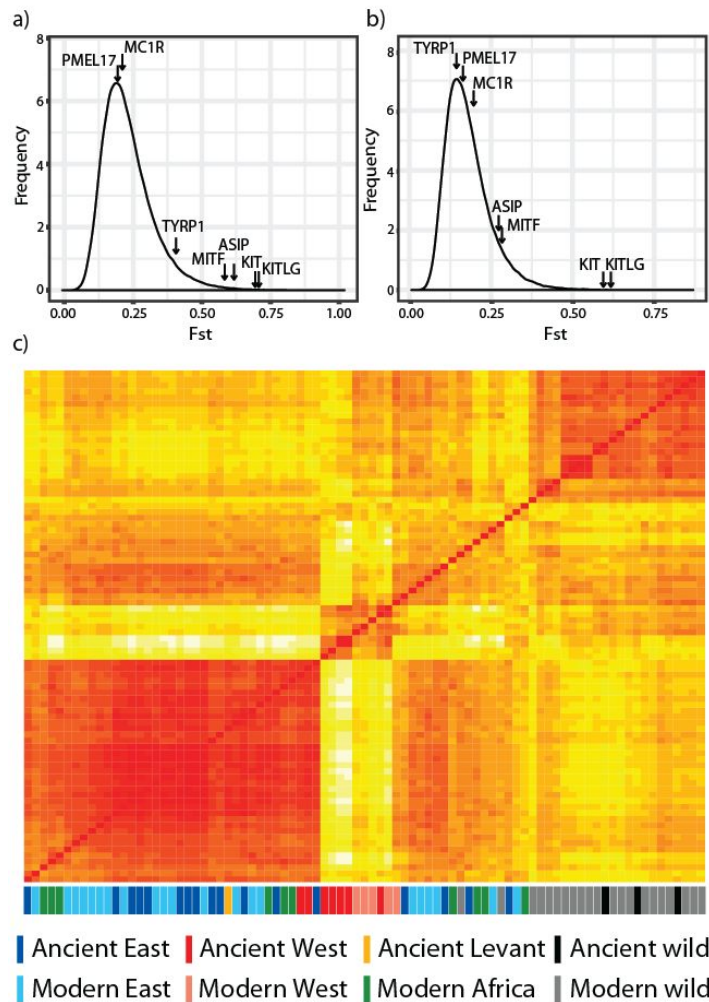 a)
8
6
4
2
0
Frequency
PMEL17
MC1R
TYRP1
MITF
ASIP
KIT
KITLG
0.00
0.25
0.50
0.75
1.00
Fst
b)
8
6
4
2
0
Frequency
TYRP1
PMEL17
MC1R
ASIP
MITF
KIT KITLG
0.00
0.25
0.50
0.75
Fst
c)
Ancient East
Ancient West
Ancient Levant
Ancient wild
Modern East
Modern West
Modern Africa
Modern wild